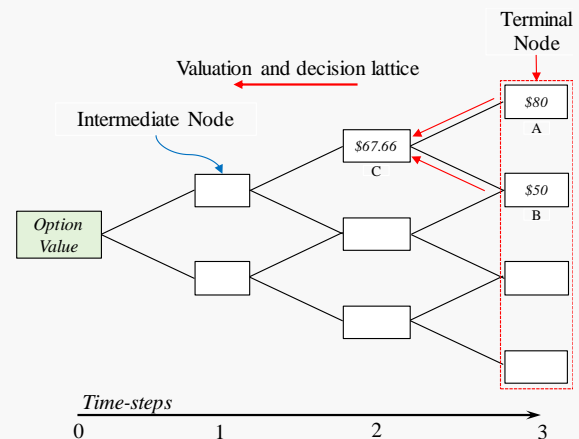 Terminal
Node
Valuation and decision lattice
$80
A
Intermediate Node
$67.66
C
$50
B
Option
Value
Time-steps
0 1 2 3